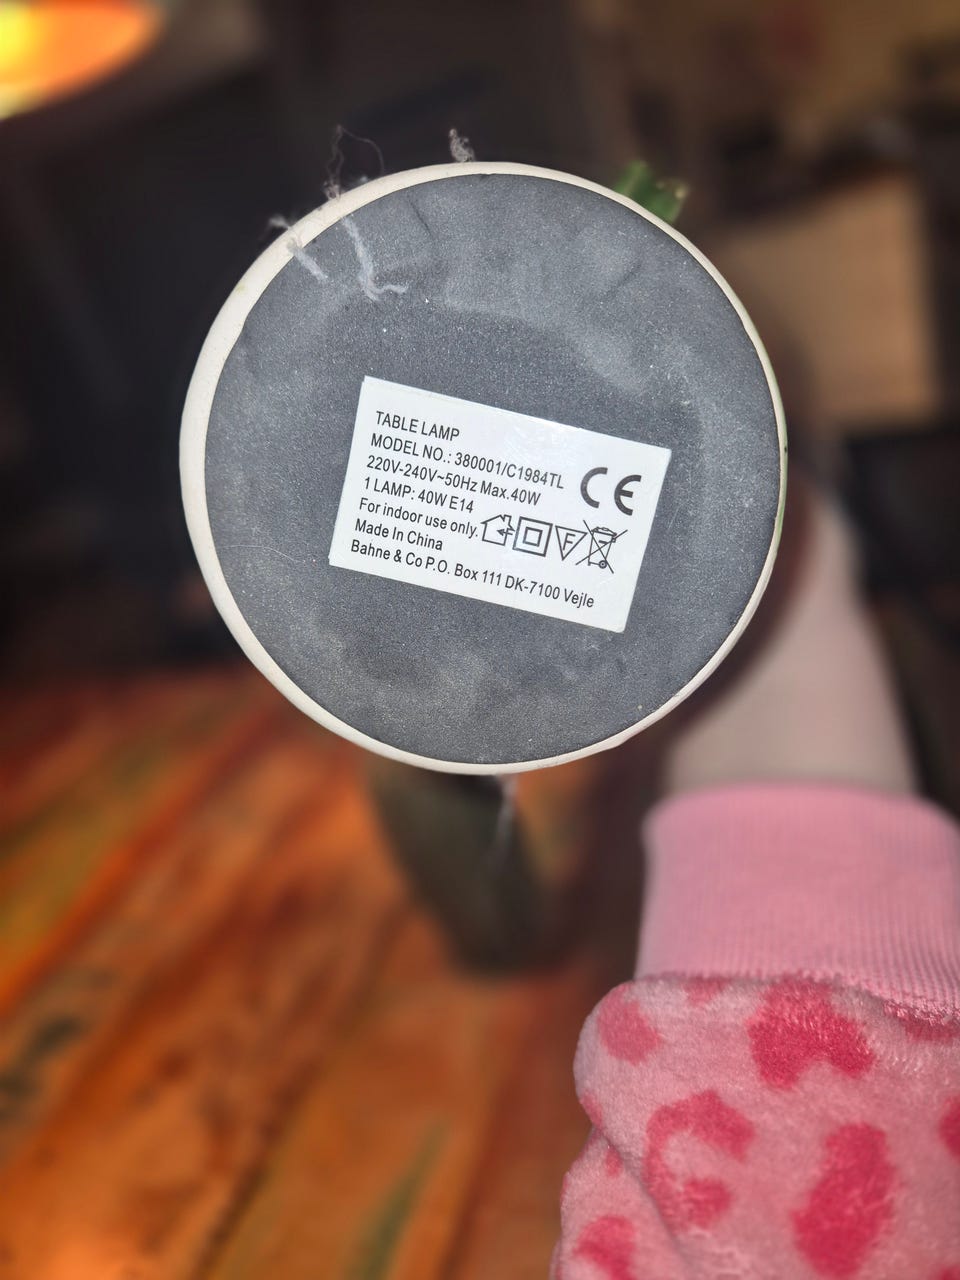 TABLE LAMP
MODEL NO.: 380001/C1984TL
220V-240V~50Hz Max.40W
1 LAMP: 40W E14
For indoor use only.
Made In China
Bahne & Co P.O. Box 111 DK-7100 Vejle
CE
F